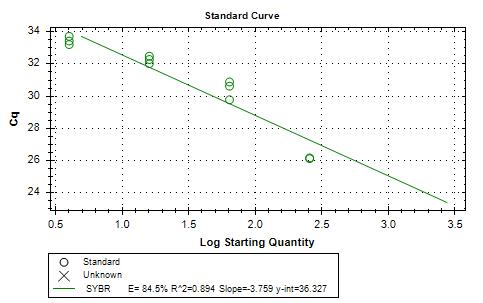 Standard Curve
34
32
30
28
26
24
Cq
0.5 1.0 1.5 2.0 2.5 3.0 3.5
Log Starting Quantity
Standard
Unknown
SYBR E= 84.5% R^2=0.894 Slope=-3.759 y-int=36.327